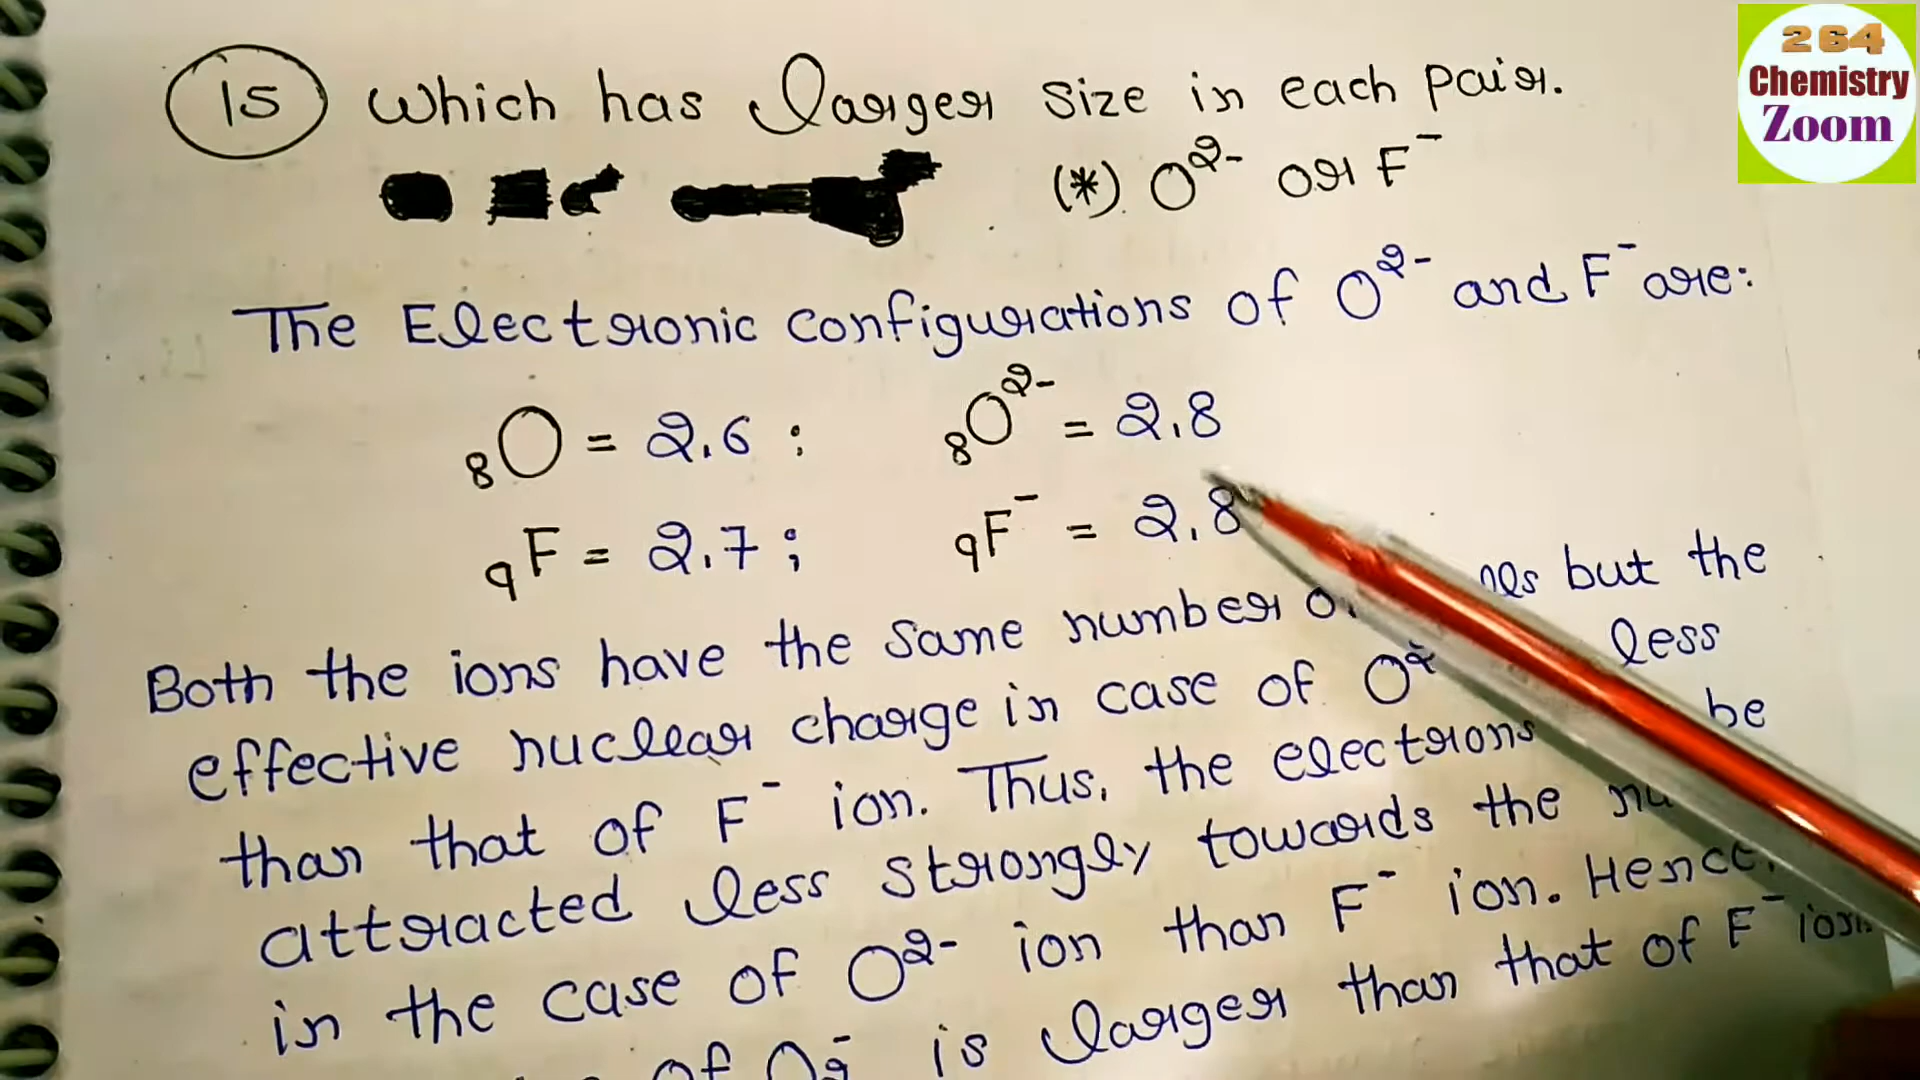 264
Chemistry
Zoom
15 Which has larger size in each pair.
(*) O²⁻ or F⁻
The Electronic configurations of O²⁻ and F⁻ are:
₈O = 2.6 ; ₈O²⁻ = 2.8
₉F = 2.7 ; ₉F⁻ = 2.8
Both the ions have the same number but the
effective nuclear charge in case of O² less
than that of F⁻ ion. Thus, the electrons be
attracted less strongly towards the
in the case of O²⁻ ion than F⁻ ion. Hence,
of is larger than that of F⁻ ion.